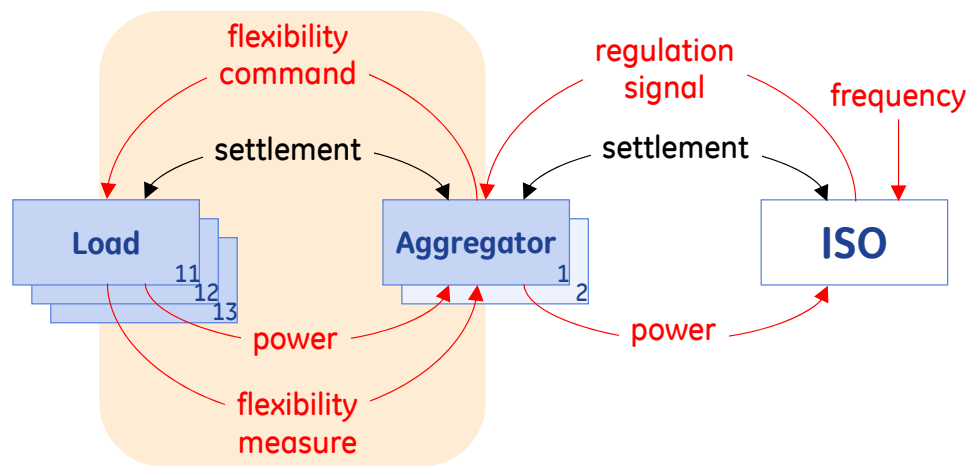 flexibility
command
regulation
signal
frequency
settlement
settlement
Load
11
12
13
Aggregator
1
2
ISO
power
power
flexibility
measure